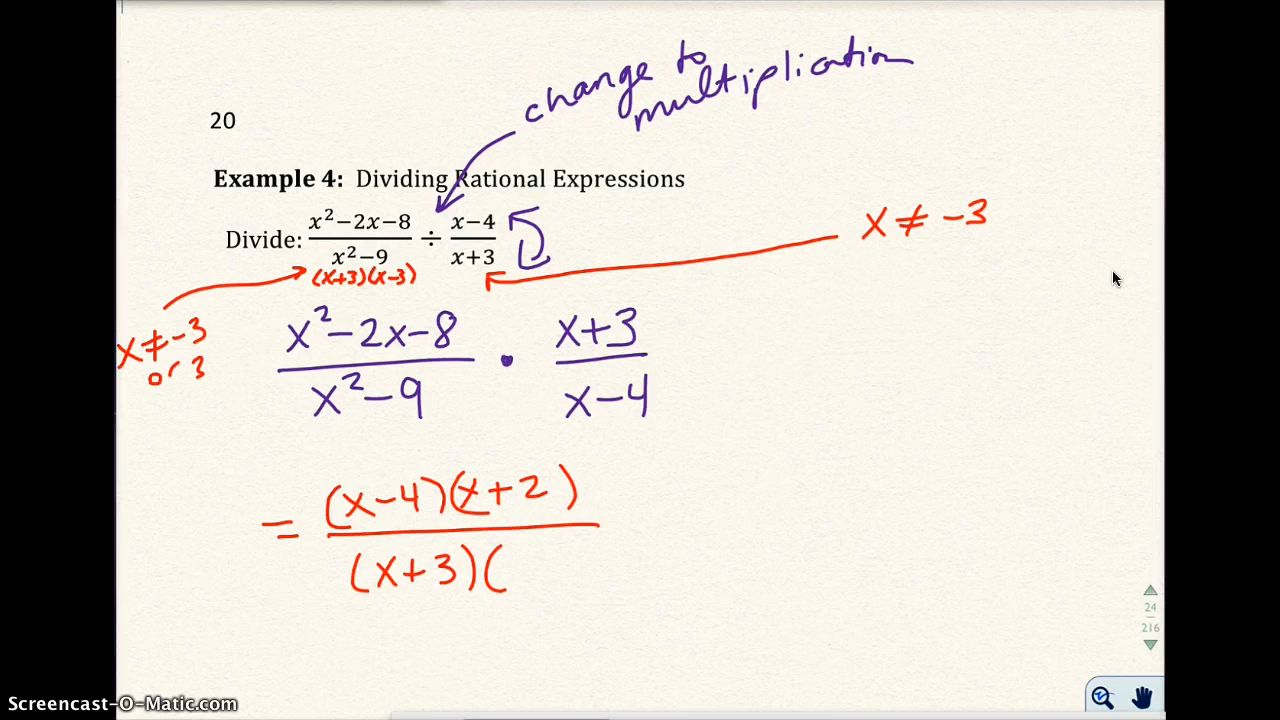 change to
multiplication
20
Example 4: Dividing Rational Expressions
Divide: x²−2x−8 / x²−9 ÷ x−4 / x+3
(x+3)(x−3)
x ≠ −3
x ≠ −3
or 3
x²−2x−8 / x²−9 • x+3 / x−4
= (x−4)(x+2) / (x+3)(
24
216
Screencast-O-Matic.com